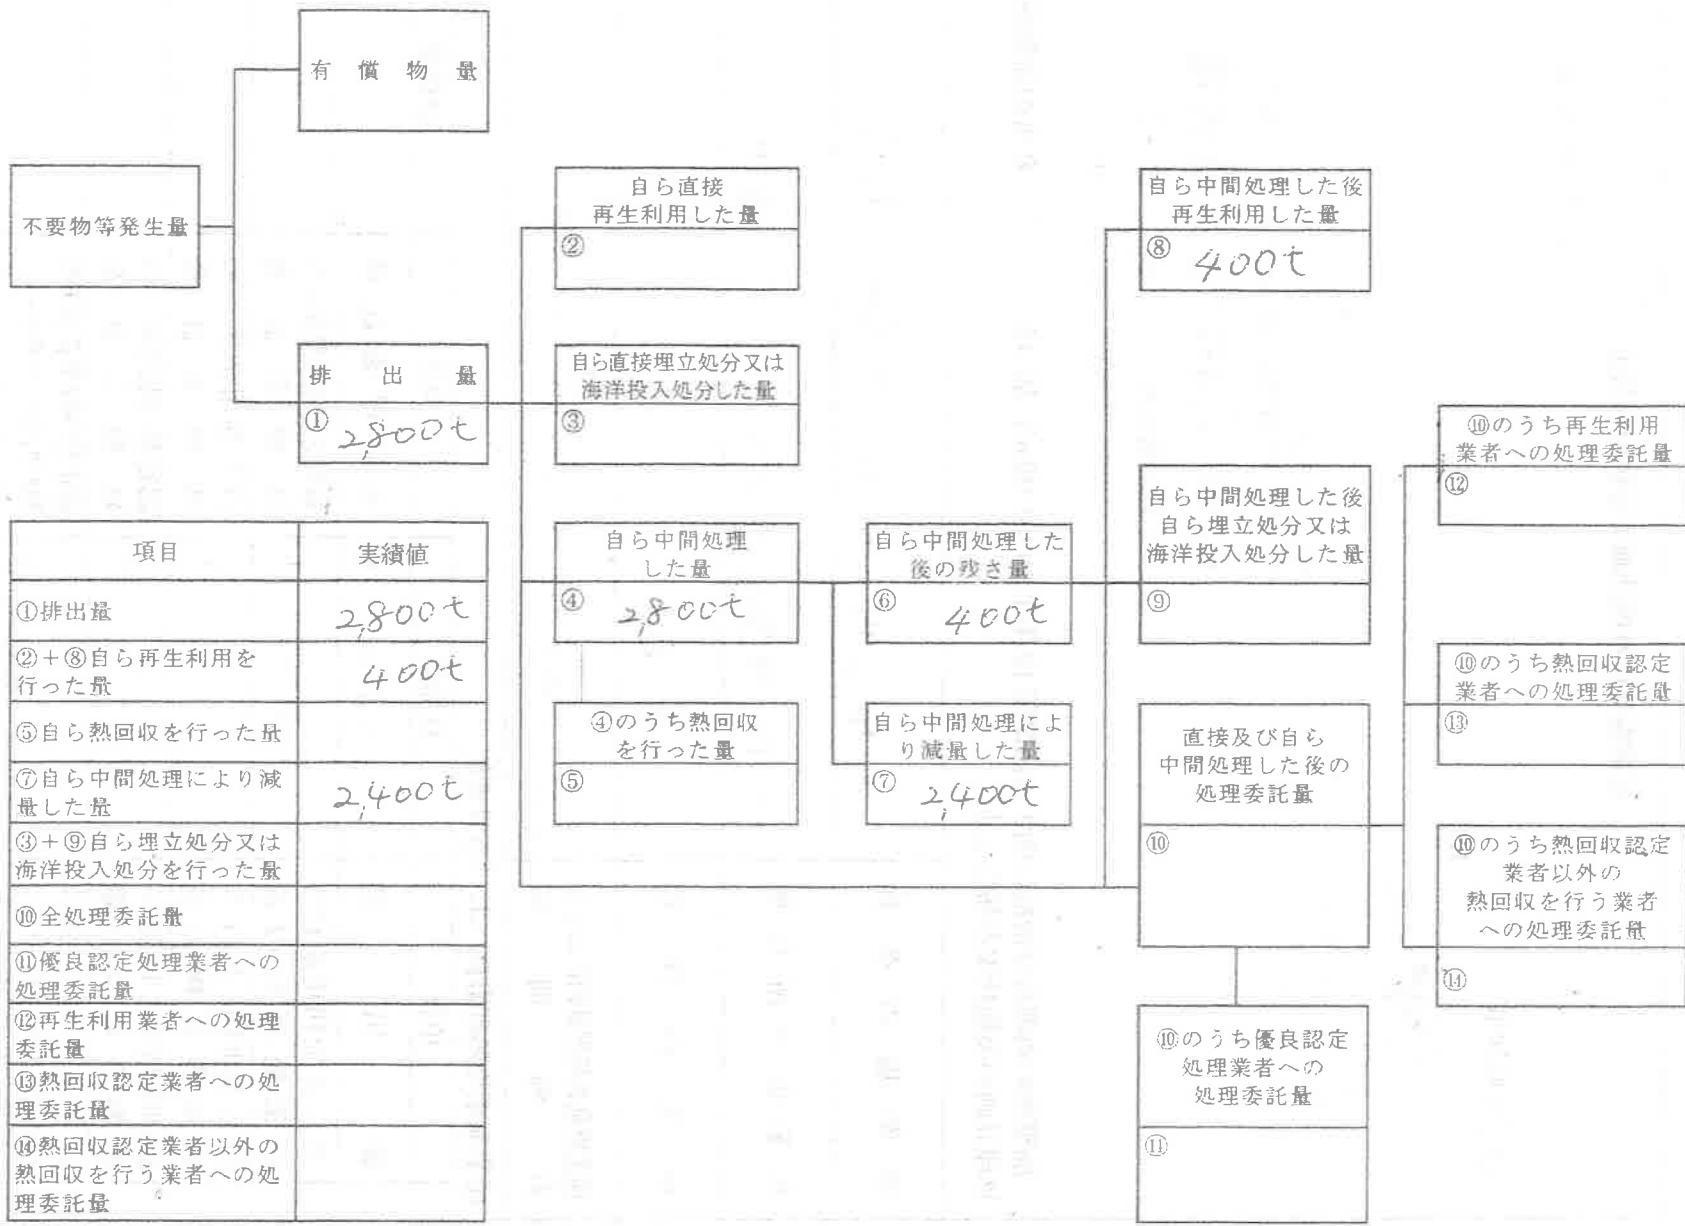 有償物量
不要物等発生量
排出量
① 2,800t
自ら直接
再生利用した量
②
自ら直接埋立処分又は
海洋投入処分した量
③
自ら中間処理
した量
④ 2,800t
④のうち熱回収
を行った量
⑤
自ら中間処理した
後の残さ量
⑥ 400t
自ら中間処理によ
り減量した量
⑦ 2,400t
自ら中間処理した後
再生利用した量
⑧ 400t
自ら中間処理した後
自ら埋立処分又は
海洋投入処分した量
⑨
直接及び自ら
中間処理した後の
処理委託量
⑩
⑩のうち優良認定
処理業者への
処理委託量
⑪
⑩のうち再生利用
業者への処理委託量
⑫
⑩のうち熱回収認定
業者への処理委託量
⑬
⑩のうち熱回収認定
業者以外の
熱回収を行う業者
への処理委託量
⑭
項目 実績値
①排出量 2,800t
②+⑧自ら再生利用を
行った量 400t
⑤自ら熱回収を行った量
⑦自ら中間処理により減
量した量 2,400t
③+⑨自ら埋立処分又は
海洋投入処分を行った量
⑩全処理委託量
⑪優良認定処理業者への
処理委託量
⑫再生利用業者への処理
委託量
⑬熱回収認定業者への処
理委託量
⑭熱回収認定業者以外の
熱回収を行う業者への処
理委託量